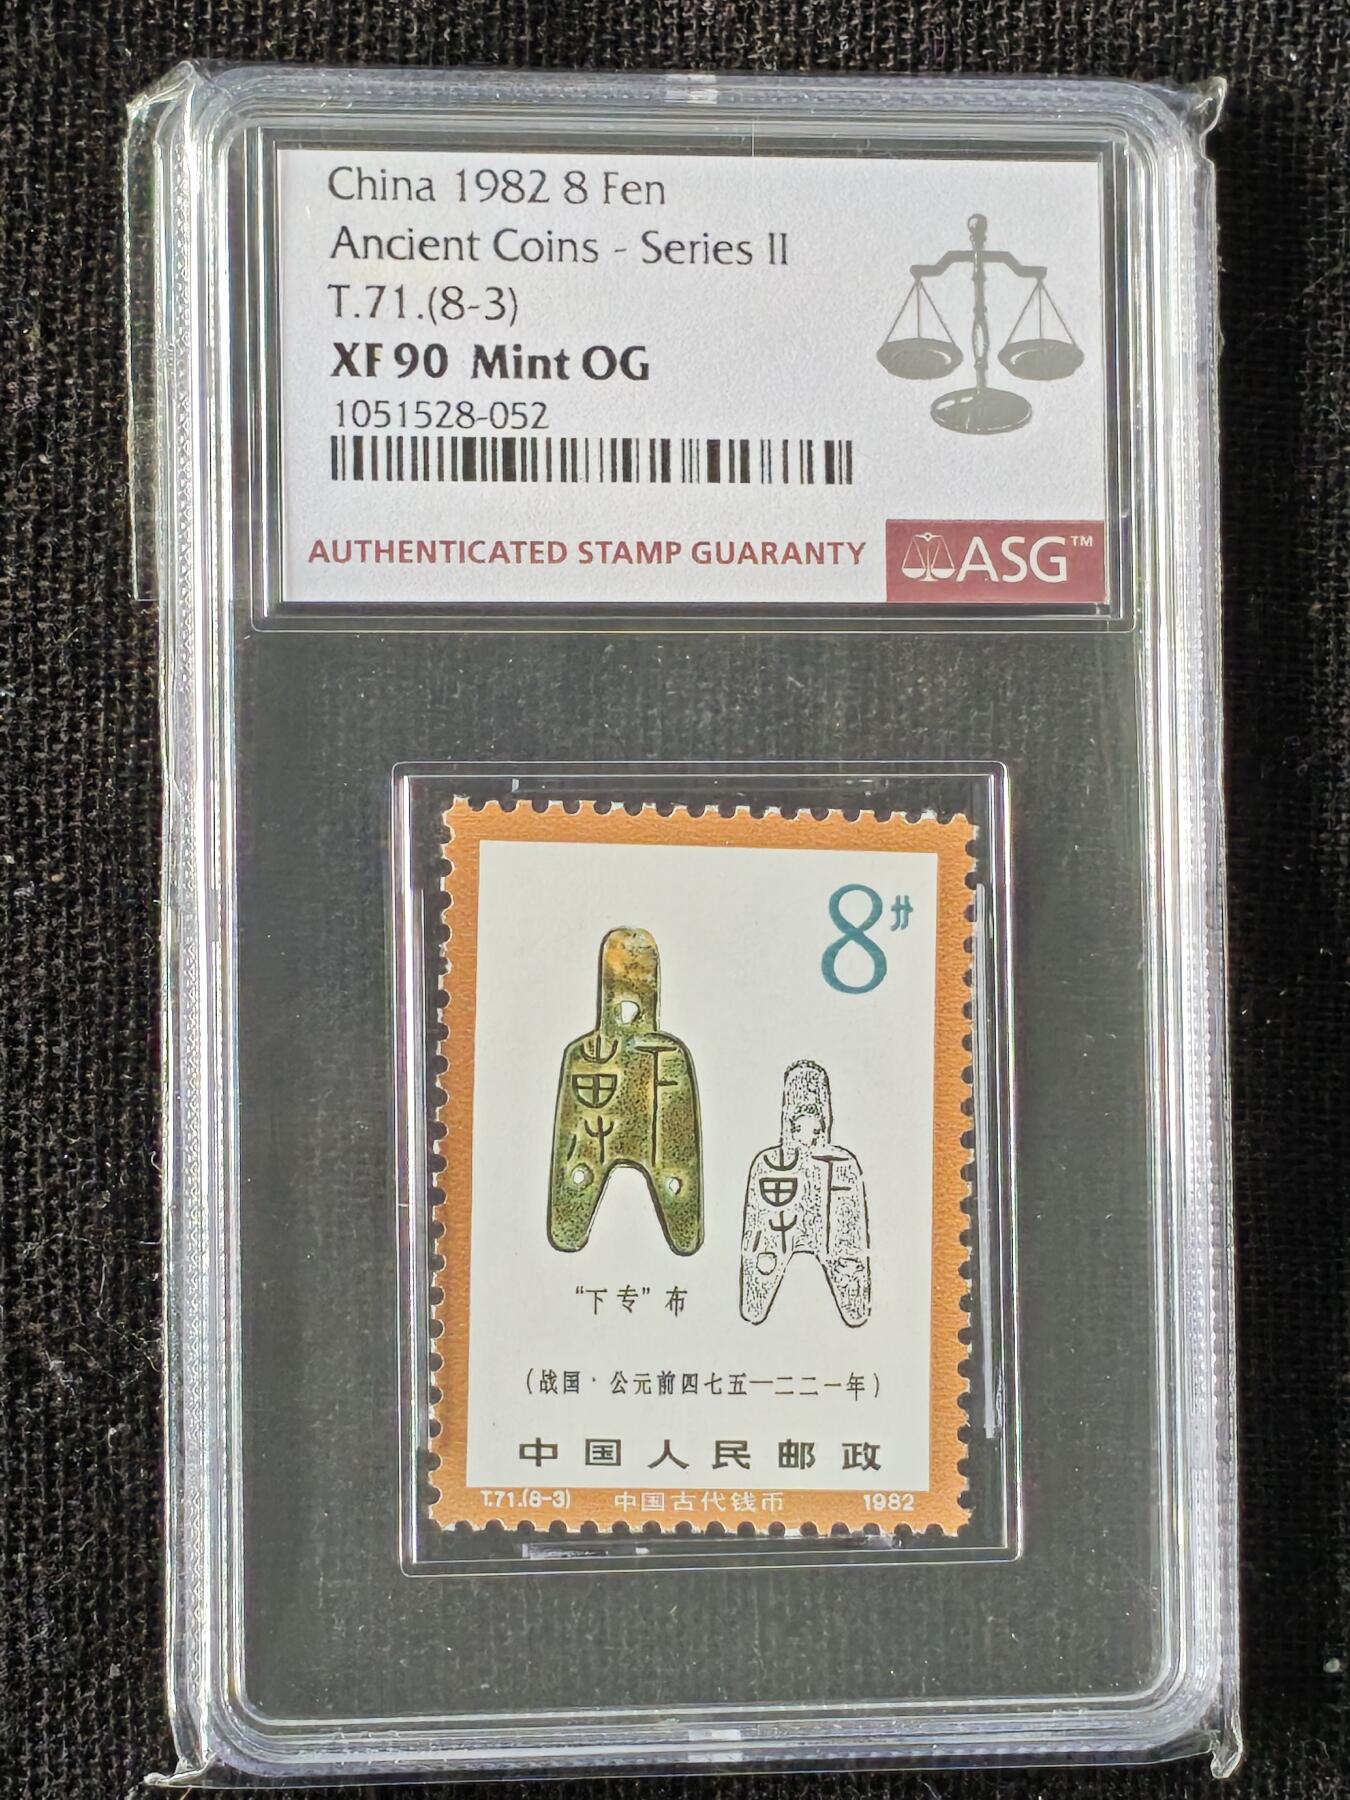 China 1982 8 Fen
Ancient Coins - Series II
T.71.(8-3)
XF 90 Mint OG
1051528-052
AUTHENTICATED STAMP GUARANTY
ASG™
8分
“下专”布
(战国·公元前四七五—二二一年)
中国人民邮政
T.71.(8-3) 中国古代钱币 1982